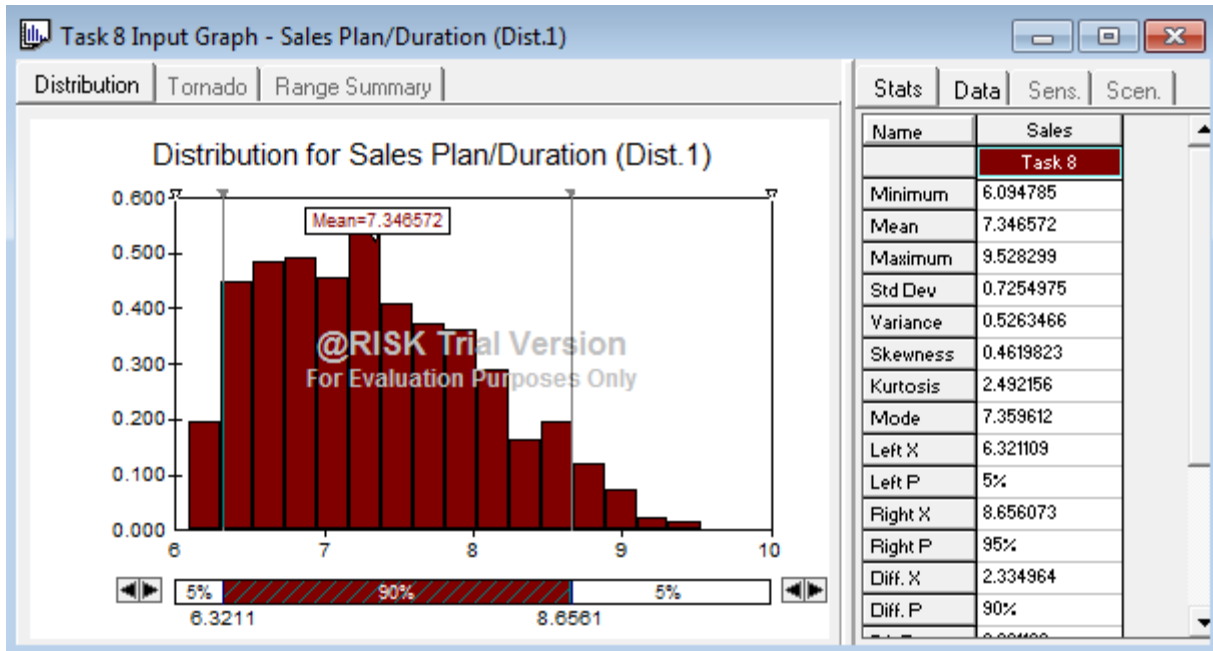 Task 8 Input Graph - Sales Plan/Duration (Dist.1)
Distribution Tornado Range Summary
Distribution for Sales Plan/Duration (Dist.1)
Mean=7.346572
0.600
0.500
0.400
0.300
0.200
0.100
0.000
6 7 8 9 10
@RISK Trial Version
For Evaluation Purposes Only
5% 90% 5%
6.3211 8.6561
Stats Data Sens. Scen.
Name Sales
Task 8
Minimum 6.094785
Mean 7.346572
Maximum 9.528299
Std Dev 0.7254975
Variance 0.5263466
Skewness 0.4619823
Kurtosis 2.492156
Mode 7.359612
Left X 6.321109
Left P 5%
Right X 8.656073
Right P 95%
Diff. X 2.334964
Diff. P 90%